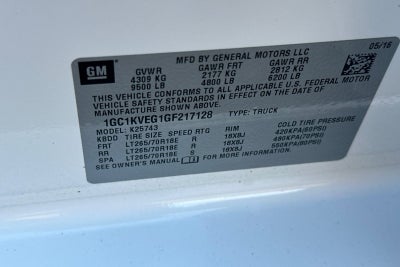 GM
MFD BY GENERAL MOTORS LLC
05/16
GVWR GAWR FRT GAWR RR
4309 KG 2177 KG 2812 KG
9500 LB 4800 LB 6200 LB
THIS VEHICLE CONFORMS TO ALL APPLICABLE U.S. FEDERAL MOTOR
VEHICLE SAFETY STANDARDS IN EFFECT ON THE DATE OF
MANUFACTURE SHOWN ABOVE.
1GC1KVEG1GF217128 TYPE: TRUCK
MODEL: K25743
TIRE SIZE SPEED RTG RIM COLD TIRE PRESSURE
FRT LT265/70R18E R 18X8J 420KPA(60PSI)
RR LT265/70R18E R 18X8J
SPA LT265/70R18E S 18X8J 550KPA(80PSI)
SEE OWNER MANUAL FOR MORE INFORMATION.